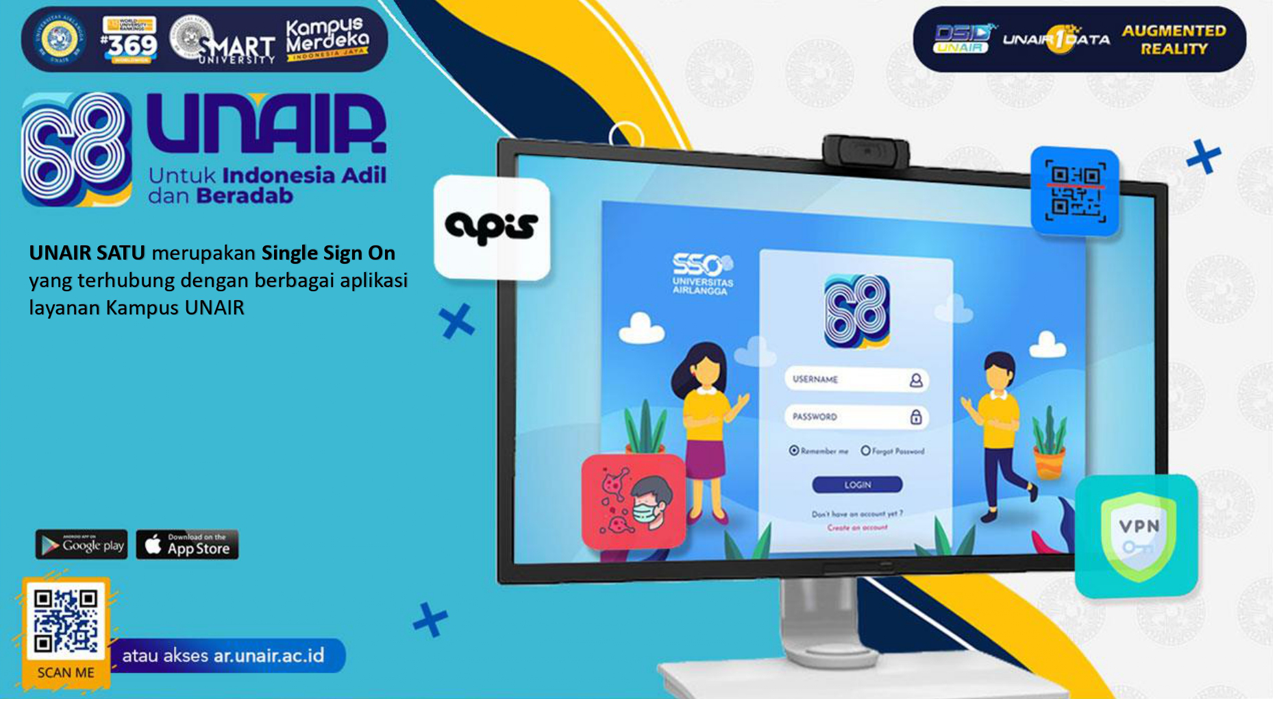 UNIVERSITAS AIRLANGGA
UNAIR
WORLD
UNIVERSITY
RANKINGS
#369
SMART
UNIVERSITY
Kampus
Merdeka
INDONESIA JAYA
DSID
UNAIR
UNAIR 1 DATA
AUGMENTED
REALITY
68
UNAIR
Untuk Indonesia Adil
dan Beradab
UNAIR SATU merupakan Single Sign On
yang terhubung dengan berbagai aplikasi
layanan Kampus UNAIR
apis
SSO
UNIVERSITAS
AIRLANGGA
68
USERNAME
PASSWORD
Remember me
Forgot Password
LOGIN
Don't have an account yet ?
Create an account
VPN
ANDROID APP ON
Google play
Download on the
App Store
SCAN ME
atau akses ar.unair.ac.id